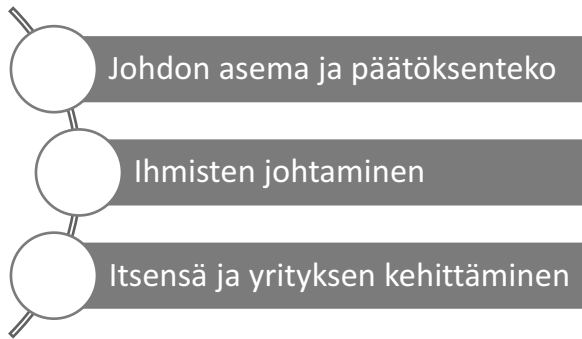 Johdon asema ja päätöksenteko
Ihmisten johtaminen
Itsensä ja yrityksen kehittäminen